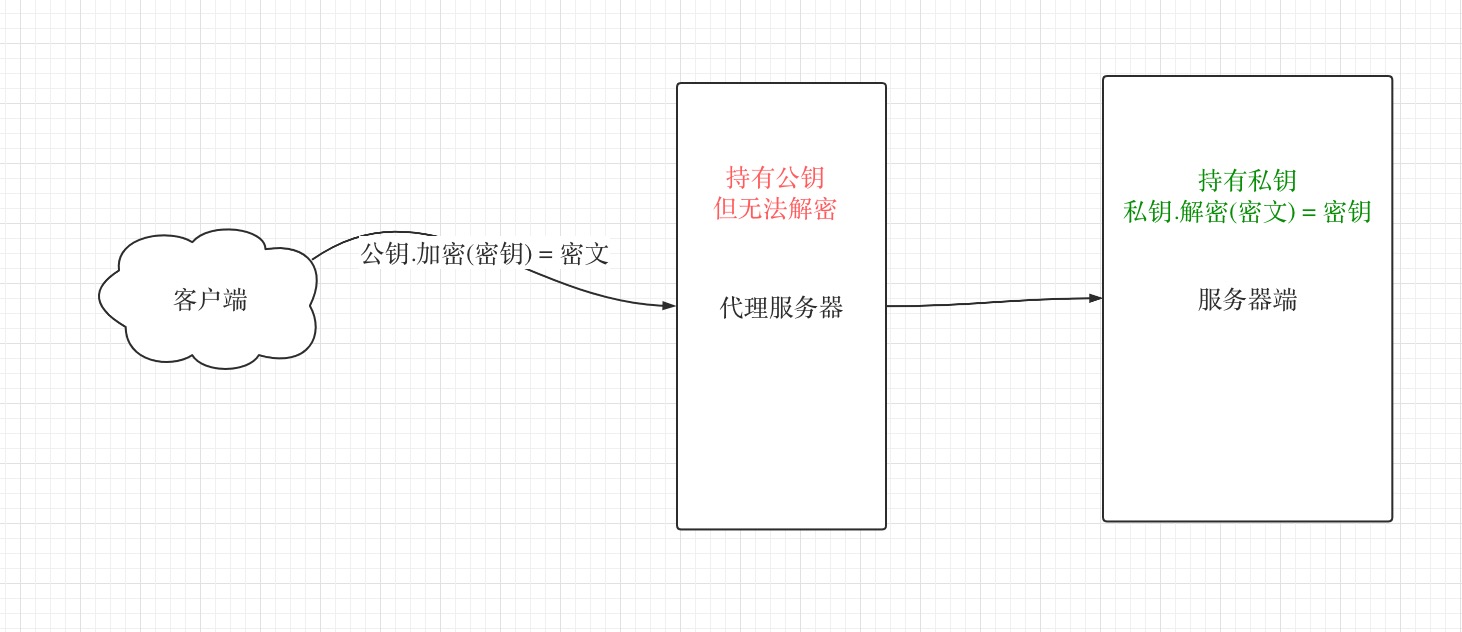 客户端
公钥.加密(密钥) = 密文
持有公钥
但无法解密
代理服务器
持有私钥
私钥.解密(密文) = 密钥
服务器端